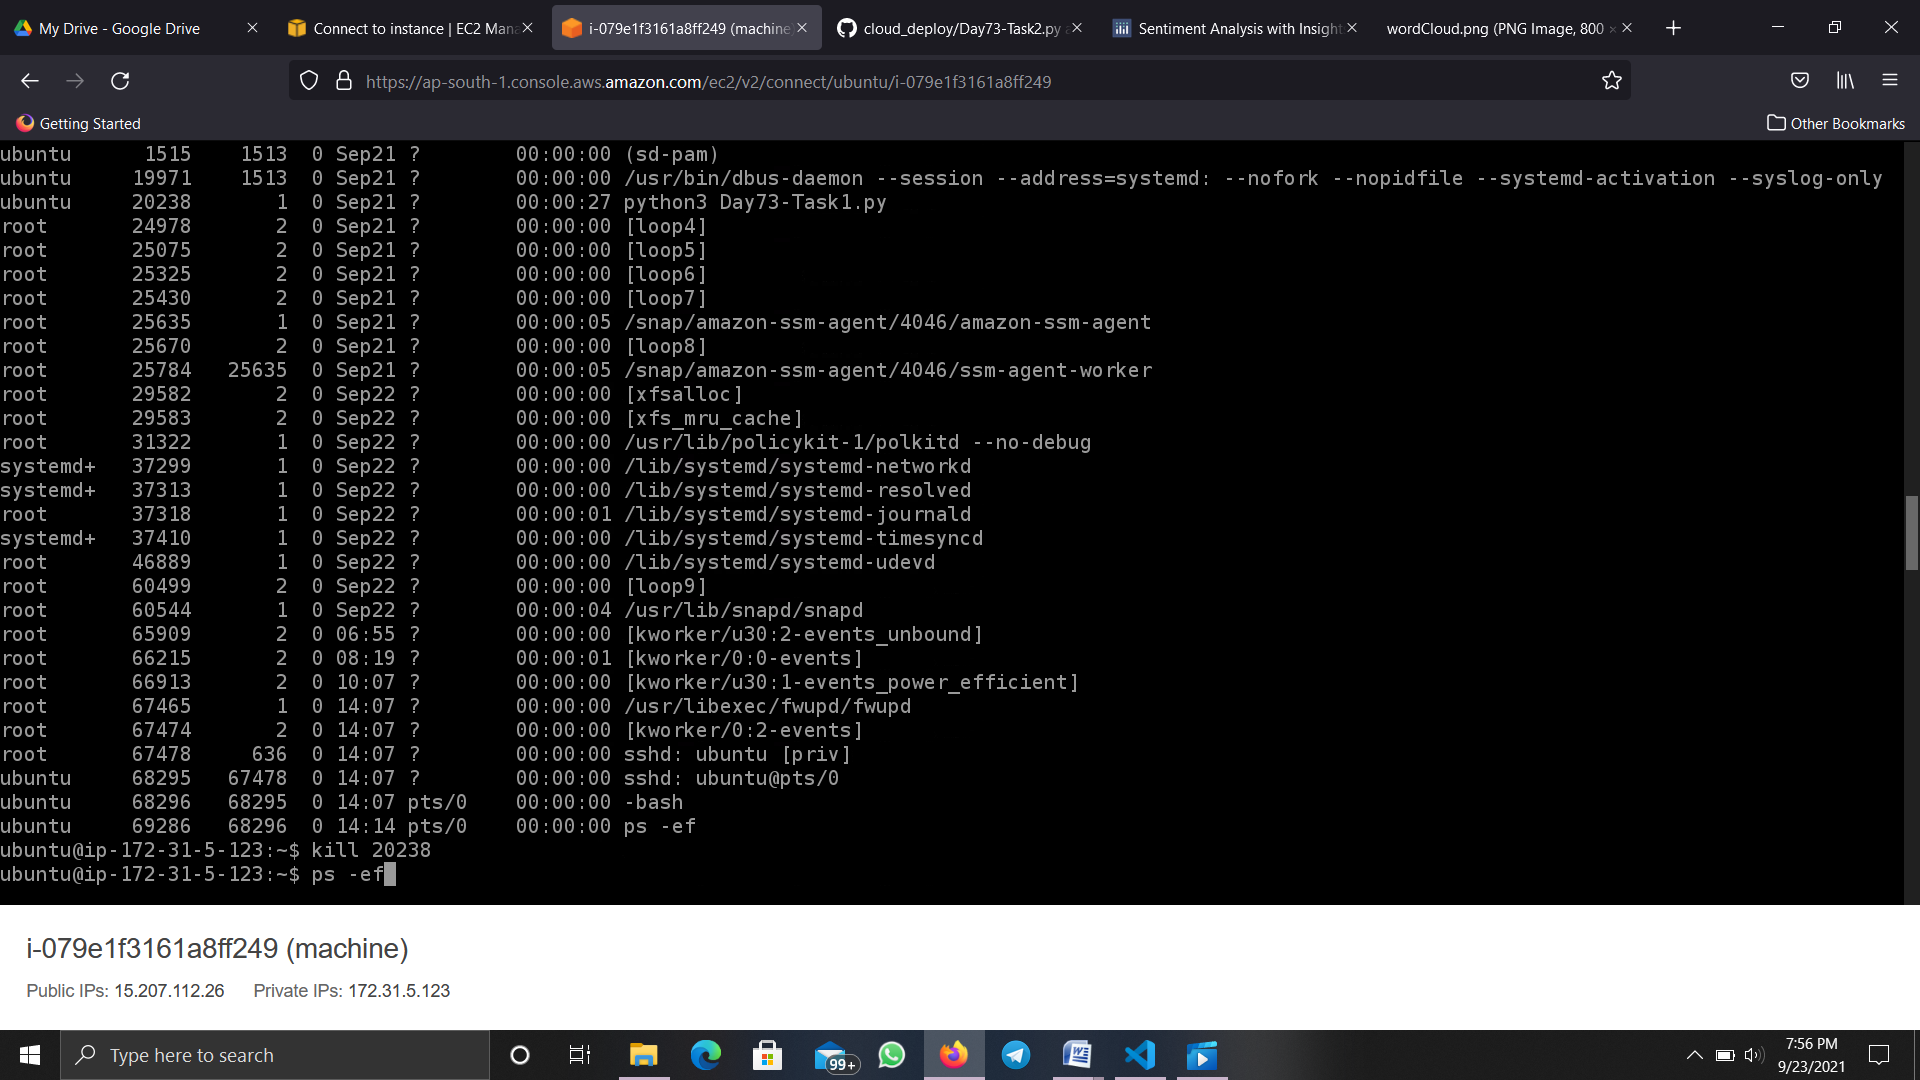 My Drive - Google Drive
Connect to instance | EC2 Mana
i-079e1f3161a8ff249 (machine)
cloud_deploy/Day73-Task2.py a
Sentiment Analysis with Insight
wordCloud.png (PNG Image, 800 ×
https://ap-south-1.console.aws.amazon.com/ec2/v2/connect/ubuntu/i-079e1f3161a8ff249
Getting Started
Other Bookmarks
ubuntu 1515 1513 0 Sep21 ? 00:00:00 (sd-pam)
ubuntu 19971 1513 0 Sep21 ? 00:00:00 /usr/bin/dbus-daemon --session --address=systemd: --nofork --nopidfile --systemd-activation --syslog-only
ubuntu 20238 1 0 Sep21 ? 00:00:27 python3 Day73-Task1.py
root 24978 2 0 Sep21 ? 00:00:00 [loop4]
root 25075 2 0 Sep21 ? 00:00:00 [loop5]
root 25325 2 0 Sep21 ? 00:00:00 [loop6]
root 25430 2 0 Sep21 ? 00:00:00 [loop7]
root 25635 1 0 Sep21 ? 00:00:05 /snap/amazon-ssm-agent/4046/amazon-ssm-agent
root 25670 2 0 Sep21 ? 00:00:00 [loop8]
root 25784 25635 0 Sep21 ? 00:00:05 /snap/amazon-ssm-agent/4046/ssm-agent-worker
root 29582 2 0 Sep22 ? 00:00:00 [xfsalloc]
root 29583 2 0 Sep22 ? 00:00:00 [xfs_mru_cache]
root 31322 1 0 Sep22 ? 00:00:00 /usr/lib/policykit-1/polkitd --no-debug
systemd+ 37299 1 0 Sep22 ? 00:00:00 /lib/systemd/systemd-networkd
systemd+ 37313 1 0 Sep22 ? 00:00:00 /lib/systemd/systemd-resolved
root 37318 1 0 Sep22 ? 00:00:01 /lib/systemd/systemd-journald
systemd+ 37410 1 0 Sep22 ? 00:00:00 /lib/systemd/systemd-timesyncd
root 46889 1 0 Sep22 ? 00:00:00 /lib/systemd/systemd-udevd
root 60499 2 0 Sep22 ? 00:00:00 [loop9]
root 60544 1 0 Sep22 ? 00:00:04 /usr/lib/snapd/snapd
root 65909 2 0 06:55 ? 00:00:00 [kworker/u30:2-events_unbound]
root 66215 2 0 08:19 ? 00:00:01 [kworker/0:0-events]
root 66913 2 0 10:07 ? 00:00:00 [kworker/u30:1-events_power_efficient]
root 67465 1 0 14:07 ? 00:00:00 /usr/libexec/fwupd/fwupd
root 67474 2 0 14:07 ? 00:00:00 [kworker/0:2-events]
root 67478 636 0 14:07 ? 00:00:00 sshd: ubuntu [priv]
ubuntu 68295 67478 0 14:07 ? 00:00:00 sshd: ubuntu@pts/0
ubuntu 68296 68295 0 14:07 pts/0 00:00:00 -bash
ubuntu 69286 68296 0 14:14 pts/0 00:00:00 ps -ef
ubuntu@ip-172-31-5-123:~$ kill 20238
ubuntu@ip-172-31-5-123:~$ ps -ef
i-079e1f3161a8ff249 (machine)
Public IPs: 15.207.112.26 Private IPs: 172.31.5.123
Type here to search
99+
7:56 PM
9/23/2021